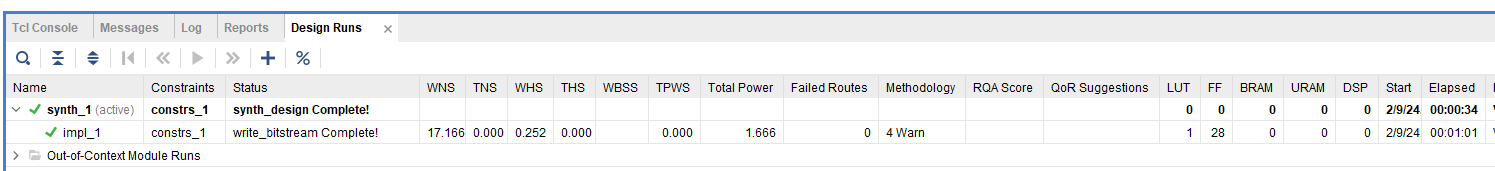 Tcl Console Messages Log Reports Design Runs
Name Constraints Status WNS TNS WHS THS WBSS TPWS Total Power Failed Routes Methodology RQA Score QoR Suggestions LUT FF BRAM URAM DSP Start Elapsed
synth_1 (active) constrs_1 synth_design Complete! 0 0 0 0 0 2/9/24 00:00:34
impl_1 constrs_1 write_bitstream Complete! 17.166 0.000 0.252 0.000 0.000 1.666 0 4 Warn 1 28 0 0 0 2/9/24 00:01:01
Out-of-Context Module Runs